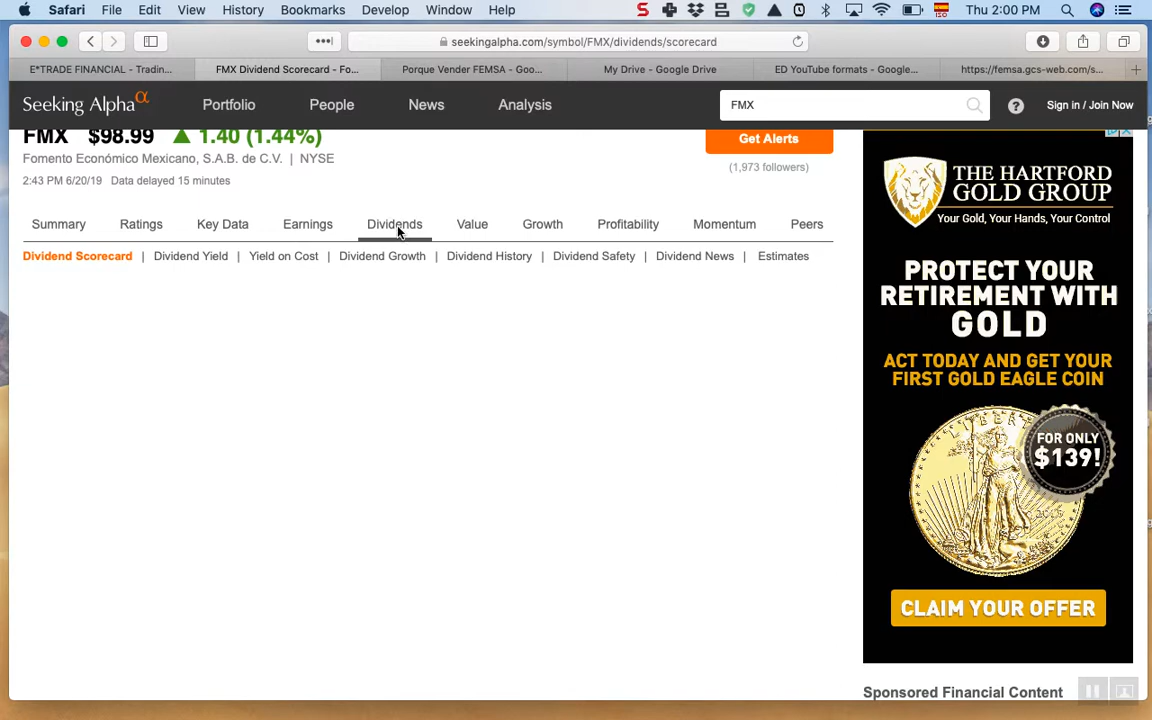 Safari File Edit View History Bookmarks Develop Window Help Thu 2:00 PM
seekingalpha.com/symbol/FMX/dividends/scorecard
E*TRADE FINANCIAL - Tradin... FMX Dividend Scorecard - Fo... Porque Vender FEMSA - Goo... My Drive - Google Drive ED YouTube formats - Google... https://femsa.gcs-web.com/s... +
Seeking Alpha α Portfolio People News Analysis FMX ? Sign in / Join Now
FMX $98.99 ▲ 1.40 (1.44%)
Get Alerts
Fomento Económico Mexicano, S.A.B. de C.V. | NYSE
(1,973 followers)
2:43 PM 6/20/19 Data delayed 15 minutes
Summary Ratings Key Data Earnings Dividends Value Growth Profitability Momentum Peers
Dividend Scorecard | Dividend Yield | Yield on Cost | Dividend Growth | Dividend History | Dividend Safety | Dividend News | Estimates
THE HARTFORD
GOLD GROUP
Your Gold, Your Hands, Your Control
PROTECT YOUR
RETIREMENT WITH
GOLD
ACT TODAY AND GET YOUR
FIRST GOLD EAGLE COIN
LIBERTY
FOR ONLY
$139!
CLAIM YOUR OFFER
Sponsored Financial Content